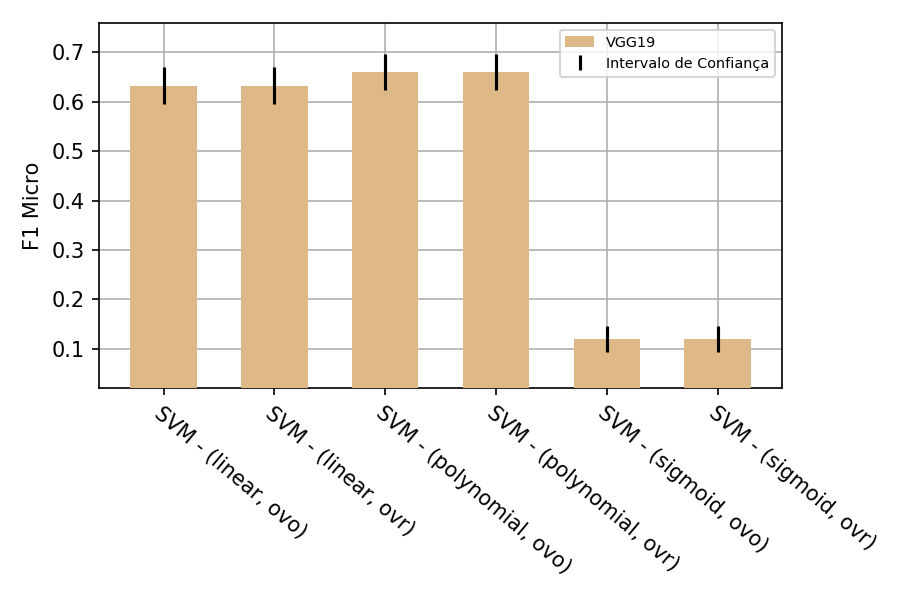 VGG19
Intervalo de Confiança
F1 Micro
0.7
0.6
0.5
0.4
0.3
0.2
0.1
SVM - (linear, ovo)
SVM - (linear, ovr)
SVM - (polynomial, ovo)
SVM - (polynomial, ovr)
SVM - (sigmoid, ovo)
SVM - (sigmoid, ovr)